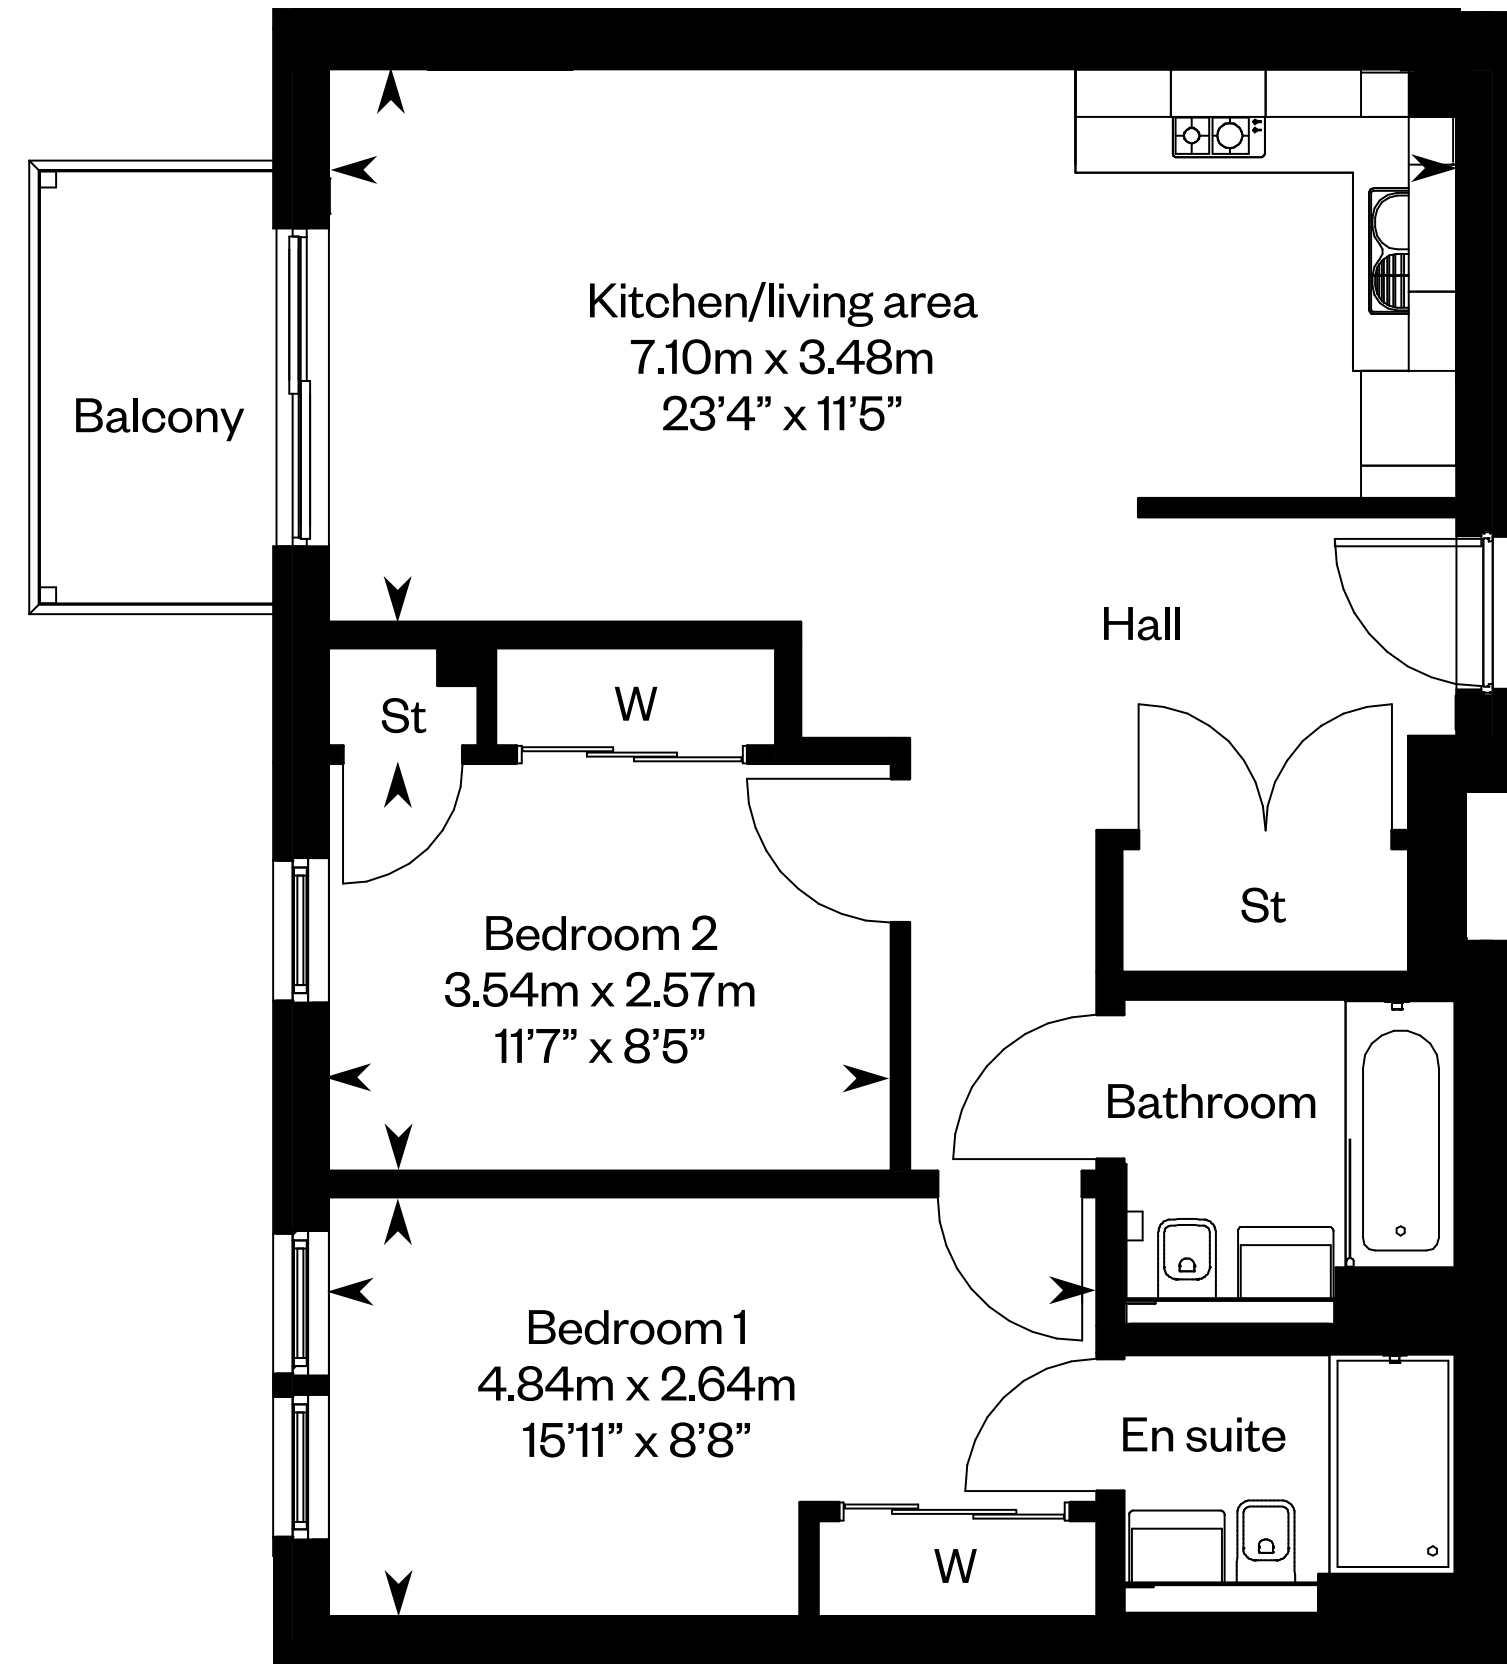 Kitchen/living area
7.10m x 3.48m
23’4” x 11’5”
Balcony
Hall
St
W
St
Bedroom 2
3.54m x 2.57m
11’7” x 8’5”
Bathroom
Bedroom 1
4.84m x 2.64m
15’11” x 8’8”
En suite
W